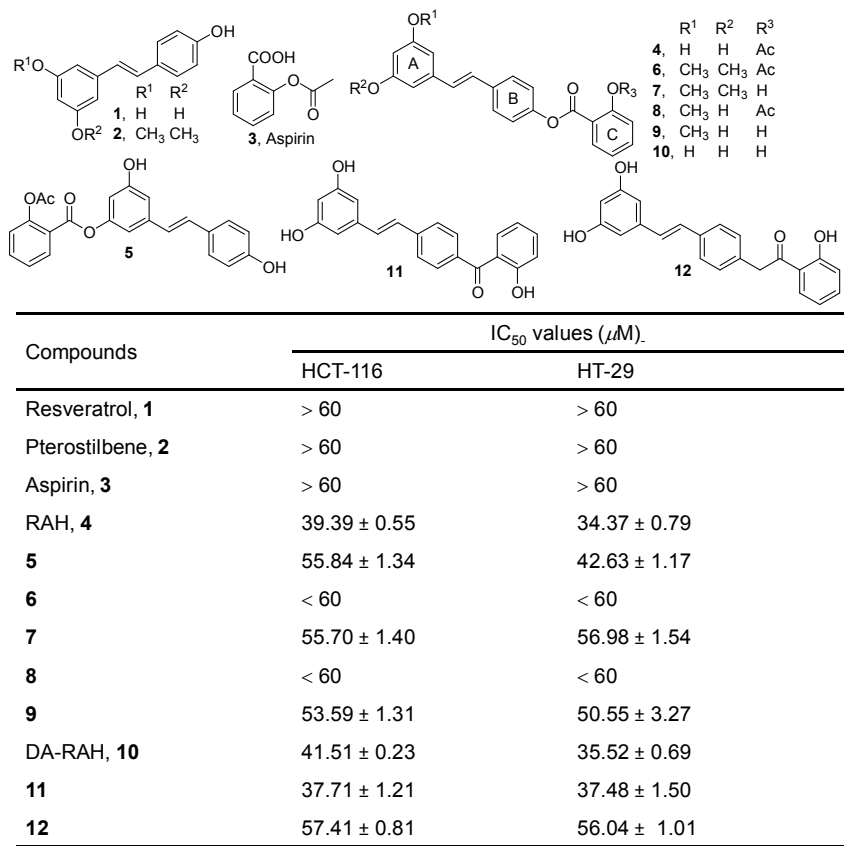 OH
R¹O
R¹ R²
1, H H
OR² 2, CH₃ CH₃
COOH
O
O
3, Aspirin
OR¹
A
R²O
B
O
O
OR₃
C
R¹ R² R³
4, H H Ac
6, CH₃ CH₃ Ac
7, CH₃ CH₃ H
8, CH₃ H Ac
9, CH₃ H H
10, H H H
OH
OAc O
O
5
OH
OH
HO
11
O
OH
HO
HO
12
O
OH
Compounds
IC₅₀ values (μM)-
HCT-116 HT-29
Resveratrol, 1 > 60 > 60
Pterostilbene, 2 > 60 > 60
Aspirin, 3 > 60 > 60
RAH, 4 39.39 ± 0.55 34.37 ± 0.79
5 55.84 ± 1.34 42.63 ± 1.17
6 < 60 < 60
7 55.70 ± 1.40 56.98 ± 1.54
8 < 60 < 60
9 53.59 ± 1.31 50.55 ± 3.27
DA-RAH, 10 41.51 ± 0.23 35.52 ± 0.69
11 37.71 ± 1.21 37.48 ± 1.50
12 57.41 ± 0.81 56.04 ± 1.01